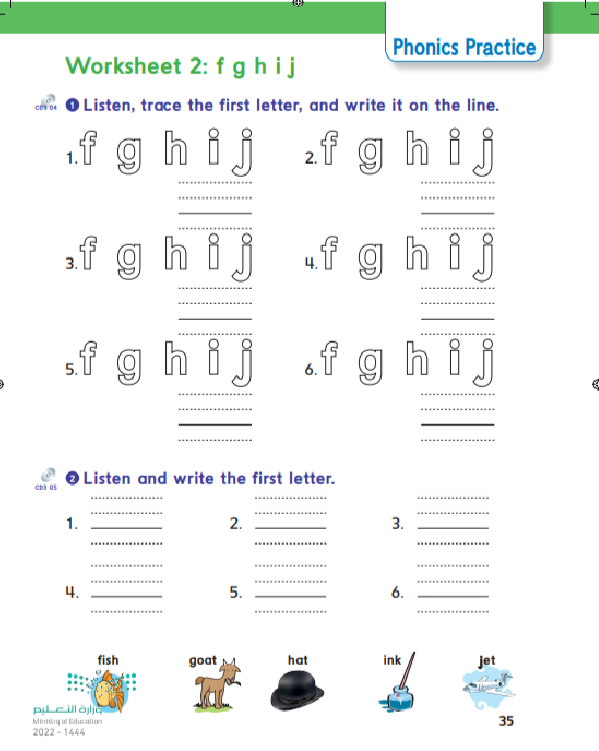 Phonics Practice
Worksheet 2: f g h i j
CD3 04 1 Listen, trace the first letter, and write it on the line.
1. f g h i j 2. f g h i j
3. f g h i j 4. f g h i j
5. f g h i j 6. f g h i j
CD3 05 2 Listen and write the first letter.
1. 2. 3.
4. 5. 6.
fish goat hat ink jet
وزارة التعليم
Ministry of Education
2022 - 1444
35